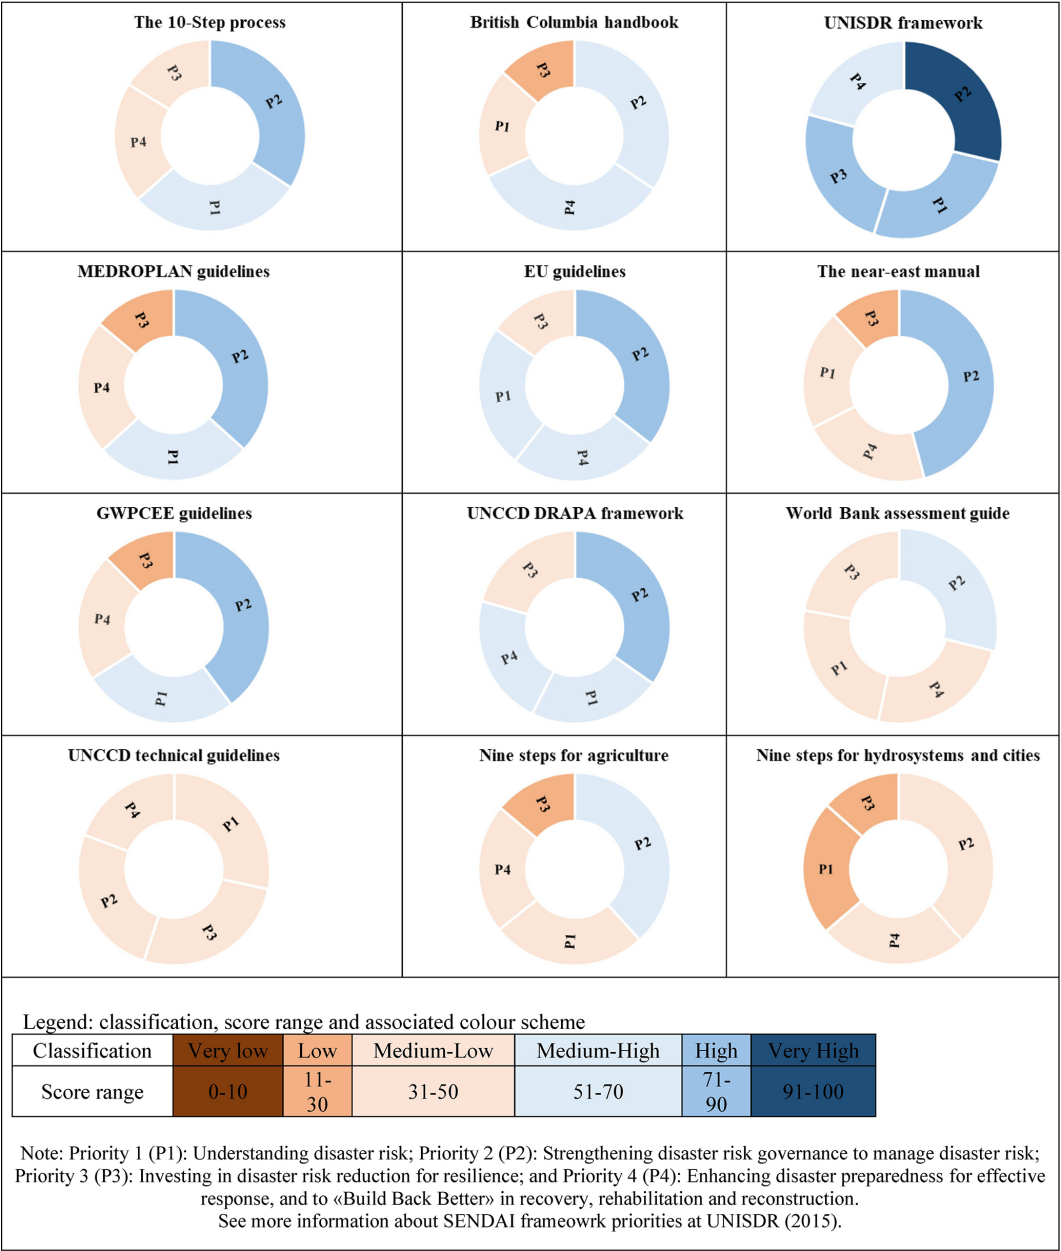 The 10-Step process
P2
P1
P4
P3
British Columbia handbook
P2
P4
P1
P3
UNISDR framework
P2
P1
P3
P4
MEDROPLAN guidelines
P2
P1
P4
P3
EU guidelines
P2
P4
P1
P3
The near-east manual
P2
P4
P1
P3
GWPCEE guidelines
P2
P1
P4
P3
UNCCD DRAPA framework
P2
P1
P4
P3
World Bank assessment guide
P2
P4
P1
P3
UNCCD technical guidelines
P1
P3
P2
P4
Nine steps for agriculture
P2
P1
P4
P3
Nine steps for hydrosystems and cities
P2
P4
P1
P3
Legend: classification, score range and associated colour scheme
Classification Very low Low Medium-Low Medium-High High Very High
Score range 0-10 11-30 31-50 51-70 71-90 91-100
Note: Priority 1 (P1): Understanding disaster risk; Priority 2 (P2): Strengthening disaster risk governance to manage disaster risk;
Priority 3 (P3): Investing in disaster risk reduction for resilience; and Priority 4 (P4): Enhancing disaster preparedness for effective
response, and to «Build Back Better» in recovery, rehabilitation and reconstruction.
See more information about SENDAI frameowrk priorities at UNISDR (2015).